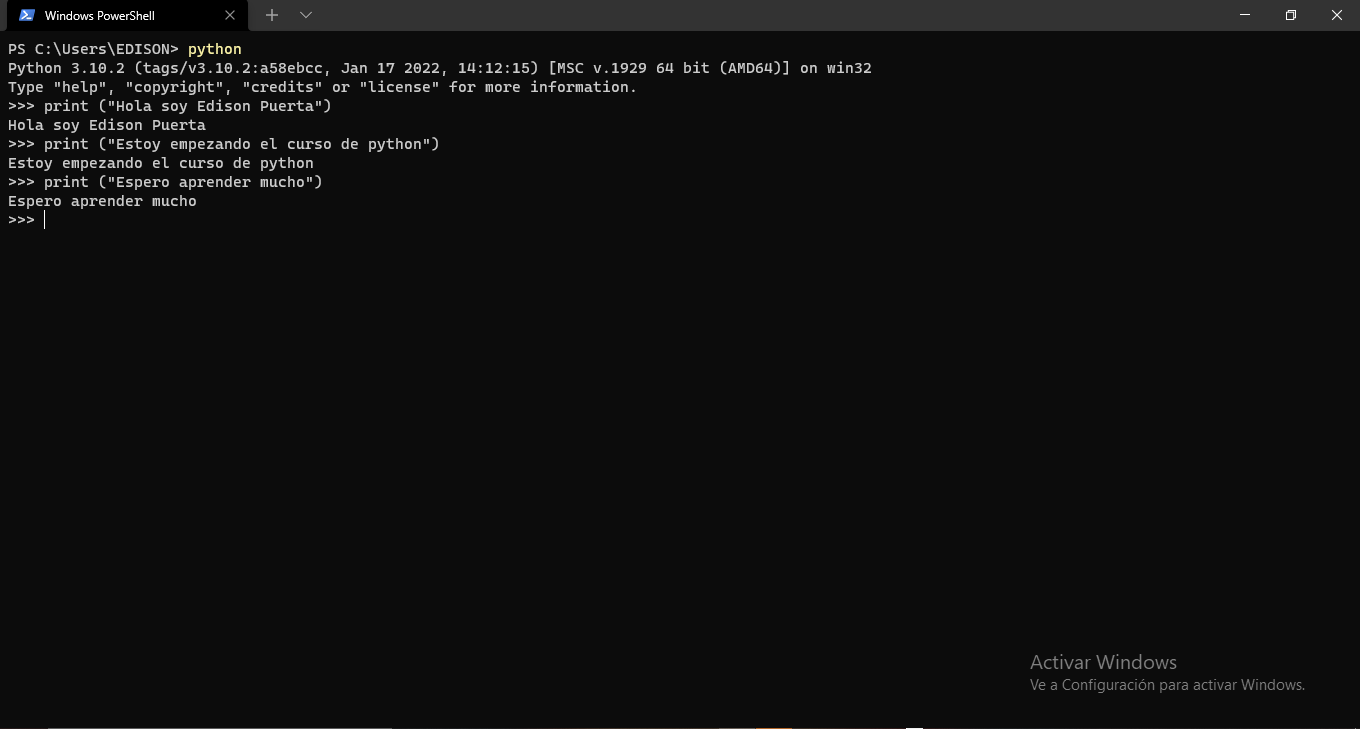 Windows PowerShell
PS C:\Users\EDISON> python
Python 3.10.2 (tags/v3.10.2:a58ebcc, Jan 17 2022, 14:12:15) [MSC v.1929 64 bit (AMD64)] on win32
Type "help", "copyright", "credits" or "license" for more information.
>>> print ("Hola soy Edison Puerta")
Hola soy Edison Puerta
>>> print ("Estoy empezando el curso de python")
Estoy empezando el curso de python
>>> print ("Espero aprender mucho")
Espero aprender mucho
>>>
Activar Windows
Ve a Configuración para activar Windows.